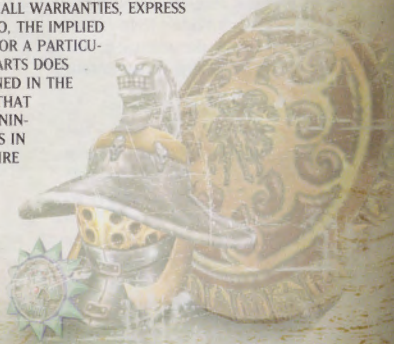 ALL WARRANTIES, EXPRESS
O, THE IMPLIED
OR A PARTICU-
ARTS DOES
NED IN THE
THAT
NIN-
S IN
IRE